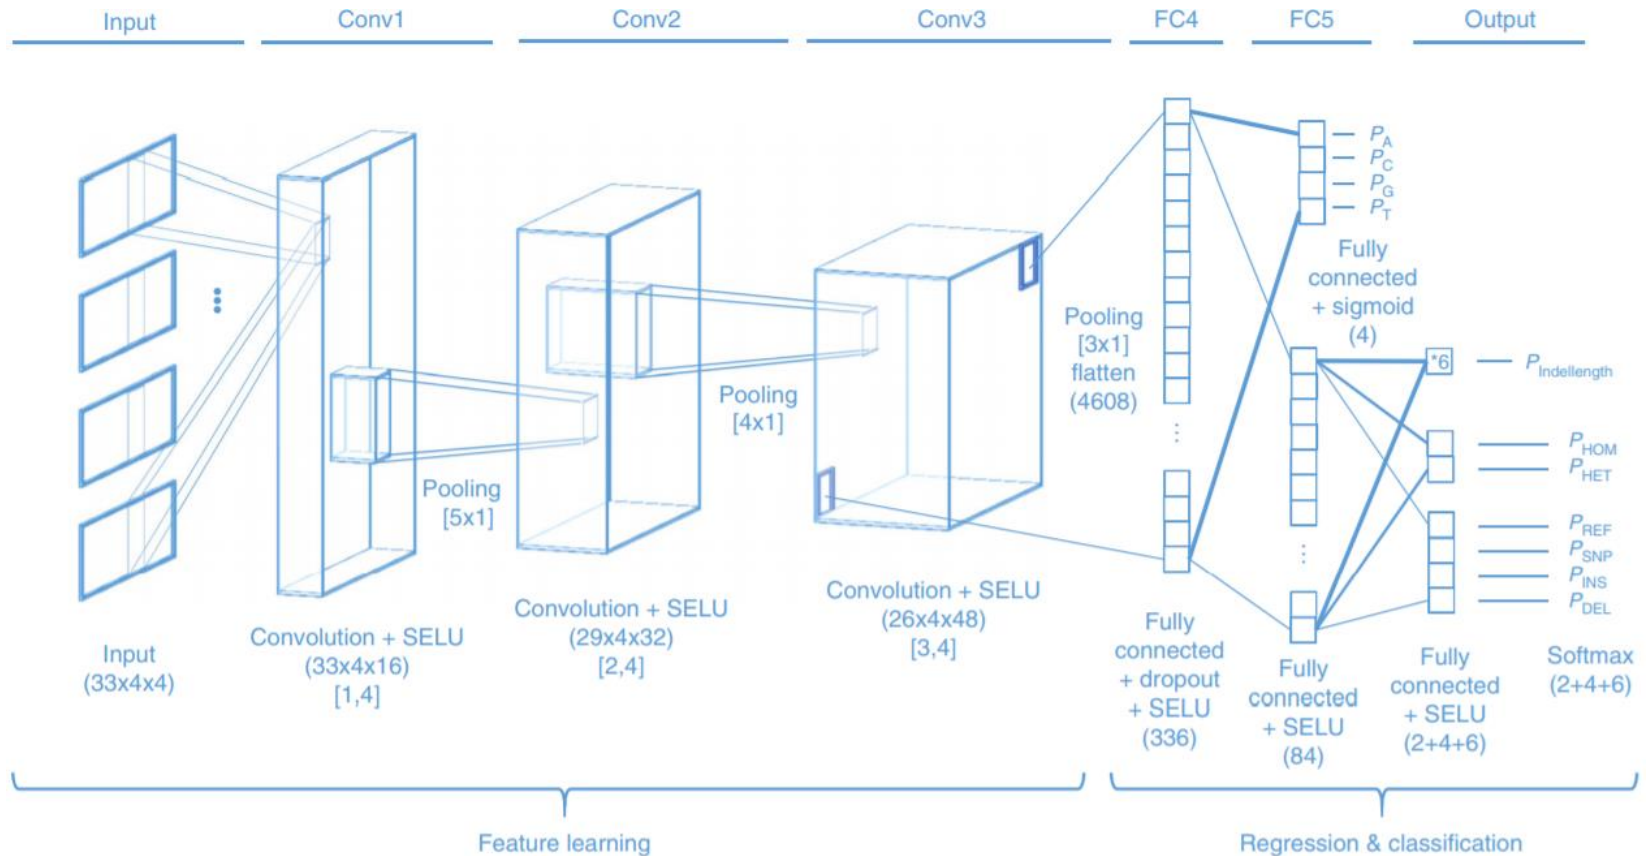 Input
Conv1
Conv2
Conv3
FC4
FC5
Output
Input
(33x4x4)
Convolution + SELU
(33x4x16)
[1,4]
Pooling
[5x1]
Convolution + SELU
(29x4x32)
[2,4]
Pooling
[4x1]
Convolution + SELU
(26x4x48)
[3,4]
Pooling
[3x1]
flatten
(4608)
Fully
connected
+ dropout
+ SELU
(336)
P_A
P_C
P_G
P_T
Fully
connected
+ sigmoid
(4)
Fully
connected
+ SELU
(84)
*6
P_Indellength
P_HOM
P_HET
P_REF
P_SNP
P_INS
P_DEL
Fully
connected
+ SELU
(2+4+6)
Softmax
(2+4+6)
Feature learning
Regression & classification